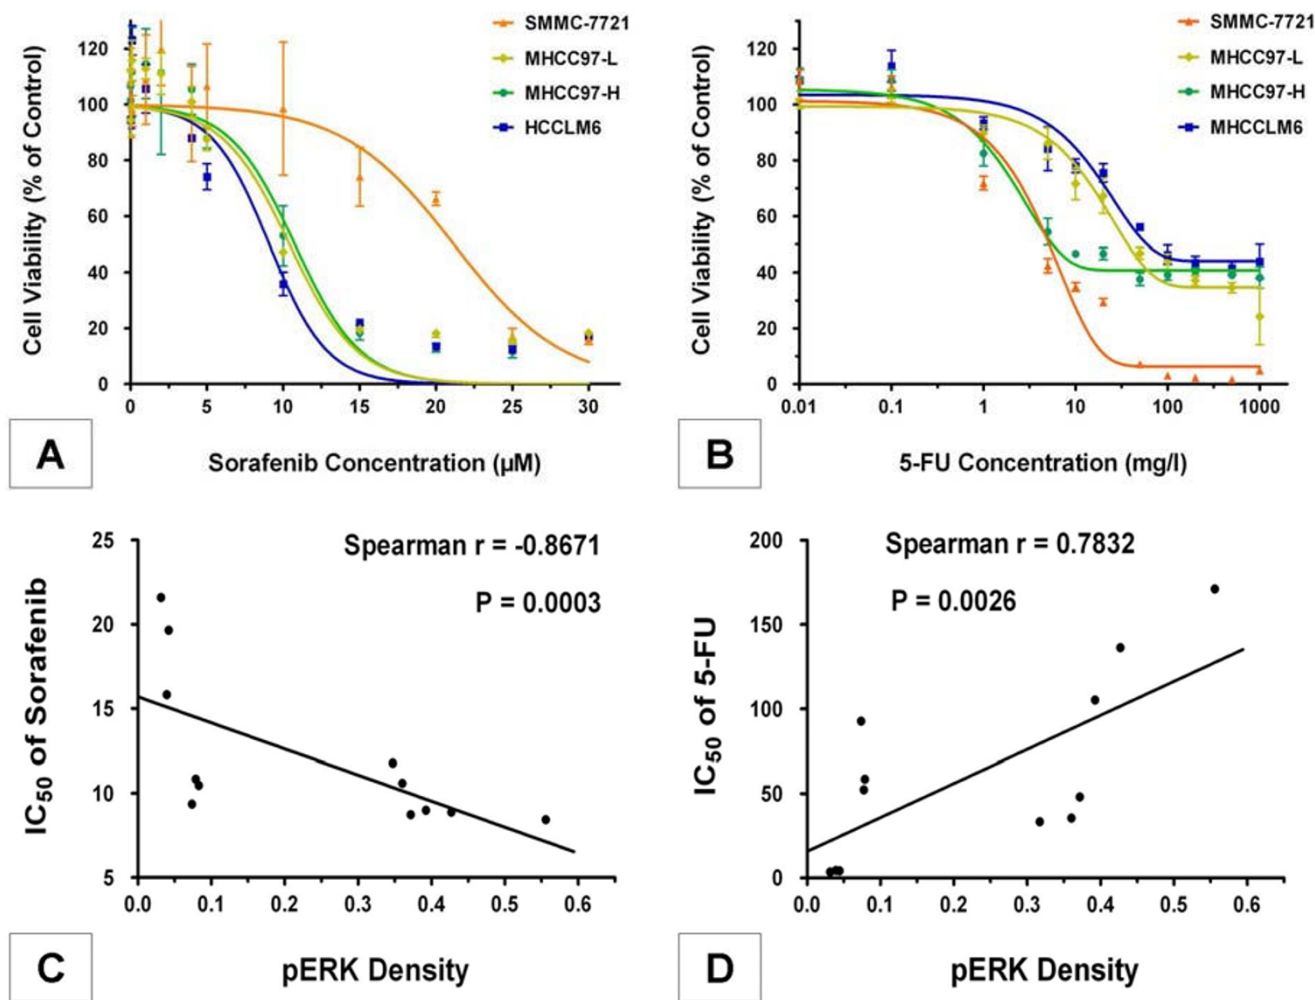 SMMC-7721
MHCC97-L
MHCC97-H
HCCLM6
Cell Viability (% of Control)
120
100
80
60
40
20
0
0 5 10 15 20 25 30
A
Sorafenib Concentration (µM)
SMMC-7721
MHCC97-L
MHCC97-H
MHCCLM6
Cell Viability (% of Control)
120
100
80
60
40
20
0
0.01 0.1 1 10 100 1000
B
5-FU Concentration (mg/l)
Spearman r = -0.8671
P = 0.0003
IC50 of Sorafenib
25
20
15
10
5
0.0 0.1 0.2 0.3 0.4 0.5 0.6
C
pERK Density
Spearman r = 0.7832
P = 0.0026
IC50 of 5-FU
200
150
100
50
0
0.0 0.1 0.2 0.3 0.4 0.5 0.6
D
pERK Density